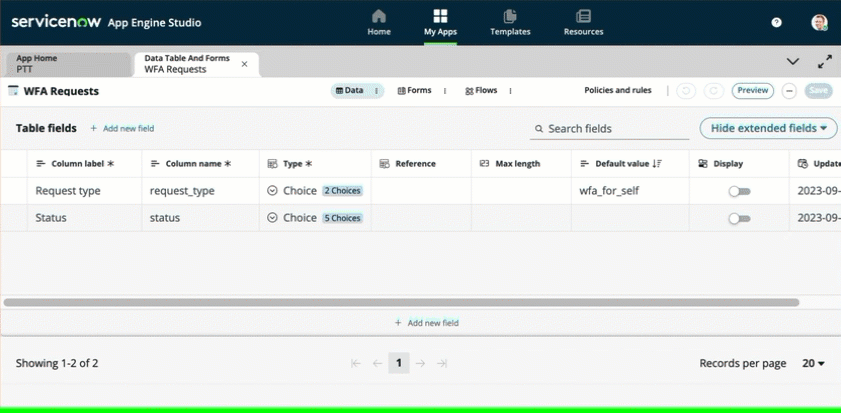 servicenow App Engine Studio
Home
My Apps
Templates
Resources
App Home
PTT
Data Table And Forms
WFA Requests
WFA Requests
Data
Forms
Flows
Policies and rules
Preview
Save
Table fields + Add new field
Search fields
Hide extended fields
Column label
Column name
Type
Reference
Max length
Default value
Display
Update
Request type request_type Choice 2 Choices wfa_for_self 2023-09-
Status status Choice 5 Choices 2023-09-
+ Add new field
Showing 1-2 of 2
1
Records per page 20